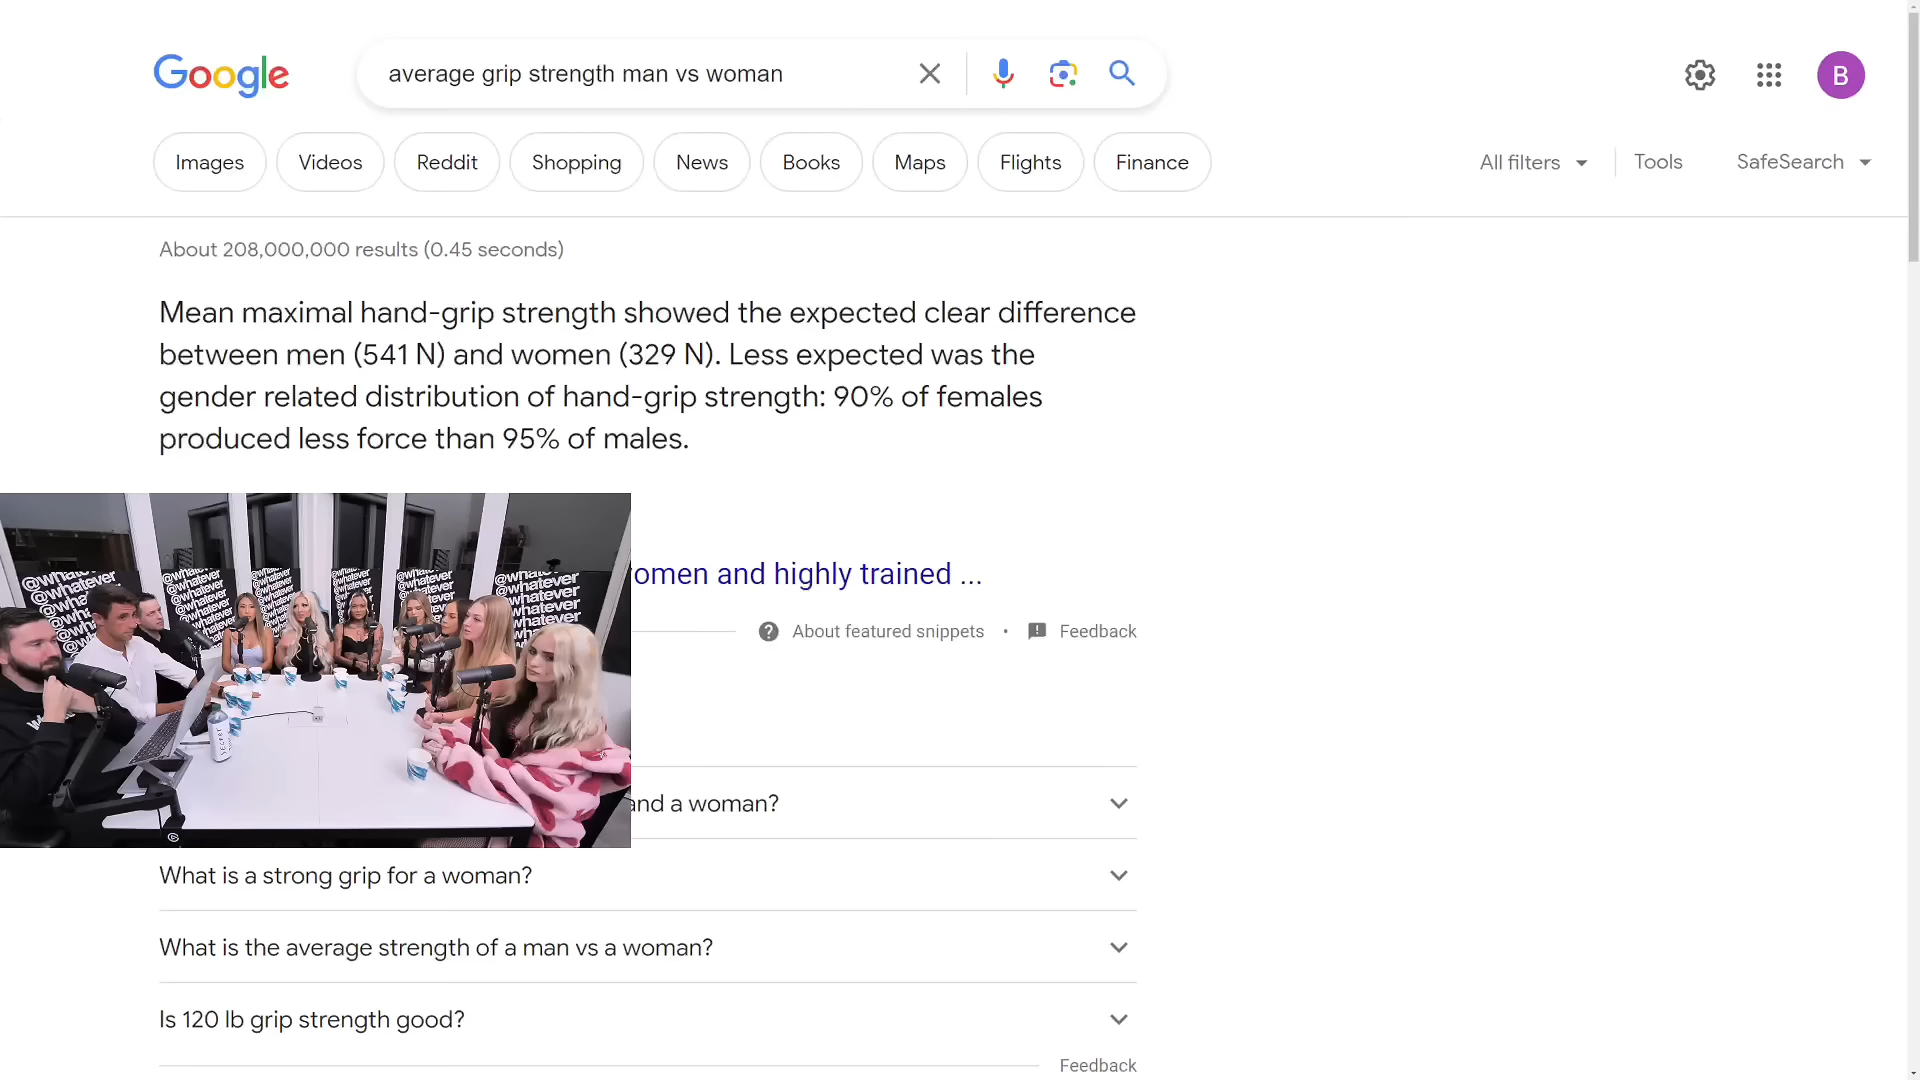 Google
average grip strength man vs woman
B
Images
Videos
Reddit
Shopping
News
Books
Maps
Flights
Finance
All filters
Tools
SafeSearch
About 208,000,000 results (0.45 seconds)
Mean maximal hand-grip strength showed the expected clear difference
between men (541 N) and women (329 N). Less expected was the
gender related distribution of hand-grip strength: 90% of females
produced less force than 95% of males.
women and highly trained ...
About featured snippets • Feedback
@whatever
@whatever
@whatever
@whatever
@whatever
@whatever
and a woman?
What is a strong grip for a woman?
What is the average strength of a man vs a woman?
Is 120 lb grip strength good?
Feedback